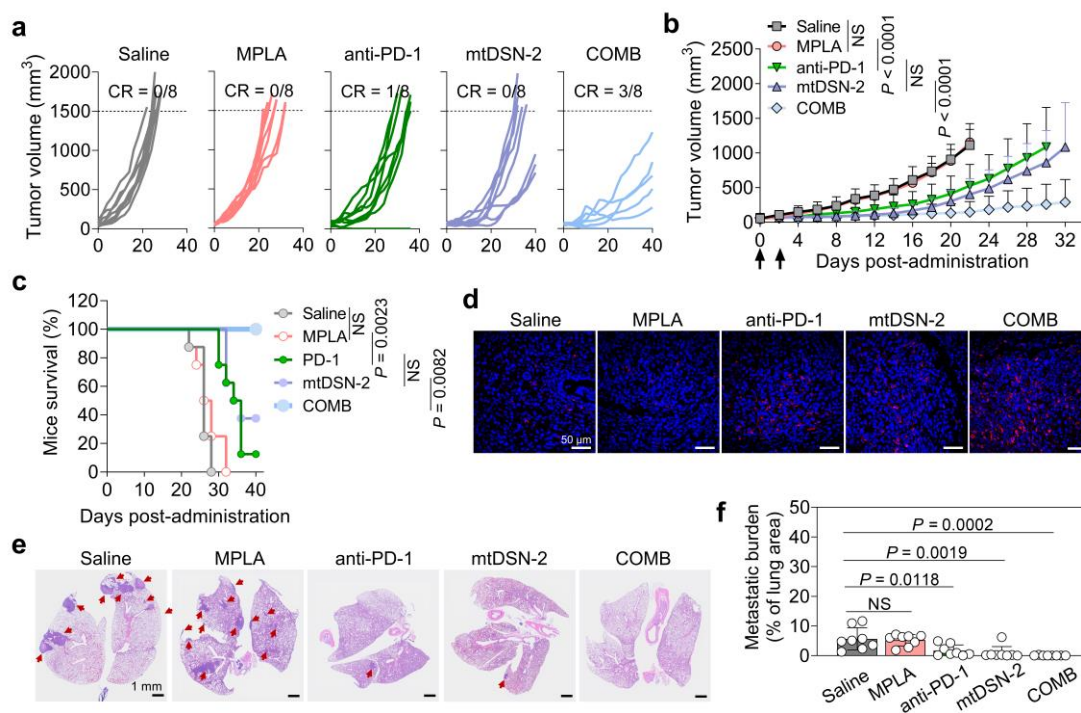 a
Saline
MPLA
anti-PD-1
mtDSN-2
COMB
Tumor volume (mm³)
2000
1500
1000
500
0
CR = 0/8
CR = 0/8
CR = 1/8
CR = 0/8
CR = 3/8
0 20 40
0 20 40
0 20 40
0 20 40
0 20 40
b
Tumor volume (mm³)
2500
2000
1500
1000
500
0
Saline
MPLA
anti-PD-1
mtDSN-2
COMB
NS
P < 0.0001
NS
P < 0.0001
0 4 8 12 16 20 24 28 32
Days post-administration
c
Mice survival (%)
120
100
80
60
40
20
0
0 10 20 30 40
Days post-administration
Saline
MPLA
PD-1
mtDSN-2
COMB
NS
P = 0.0023
NS
P = 0.0082
d
Saline
MPLA
anti-PD-1
mtDSN-2
COMB
50 µm
e
Saline
MPLA
anti-PD-1
mtDSN-2
COMB
1 mm
f
Metastatic burden
(% of lung area)
50
40
30
20
10
0
P = 0.0002
P = 0.0019
P = 0.0118
NS
Saline
MPLA
anti-PD-1
mtDSN-2
COMB